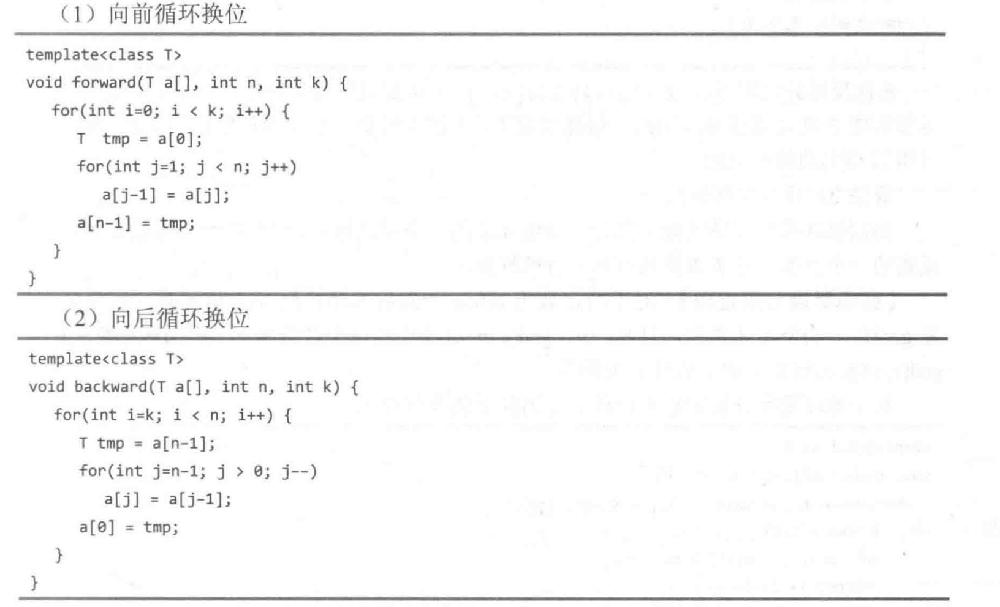 （1）向前循环换位
template<class T>
void forward(T a[], int n, int k) {
for(int i=0; i < k; i++) {
T  tmp = a[0];
for(int j=1; j < n; j++)
a[j-1] = a[j];
a[n-1] = tmp;
}
}
（2）向后循环换位
template<class T>
void backward(T a[], int n, int k) {
for(int i=k; i < n; i++) {
T tmp = a[n-1];
for(int j=n-1; j > 0; j--)
a[j] = a[j-1];
a[0] = tmp;
}
}